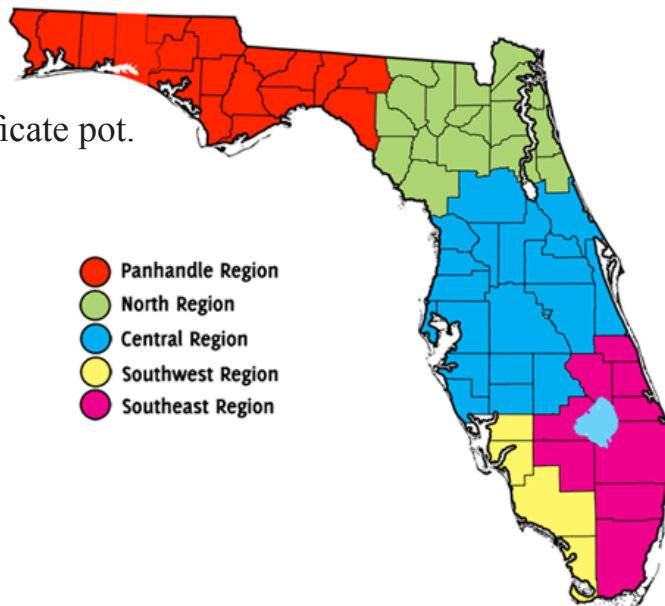 ficate pot.
Panhandle Region
North Region
Central Region
Southwest Region
Southeast Region